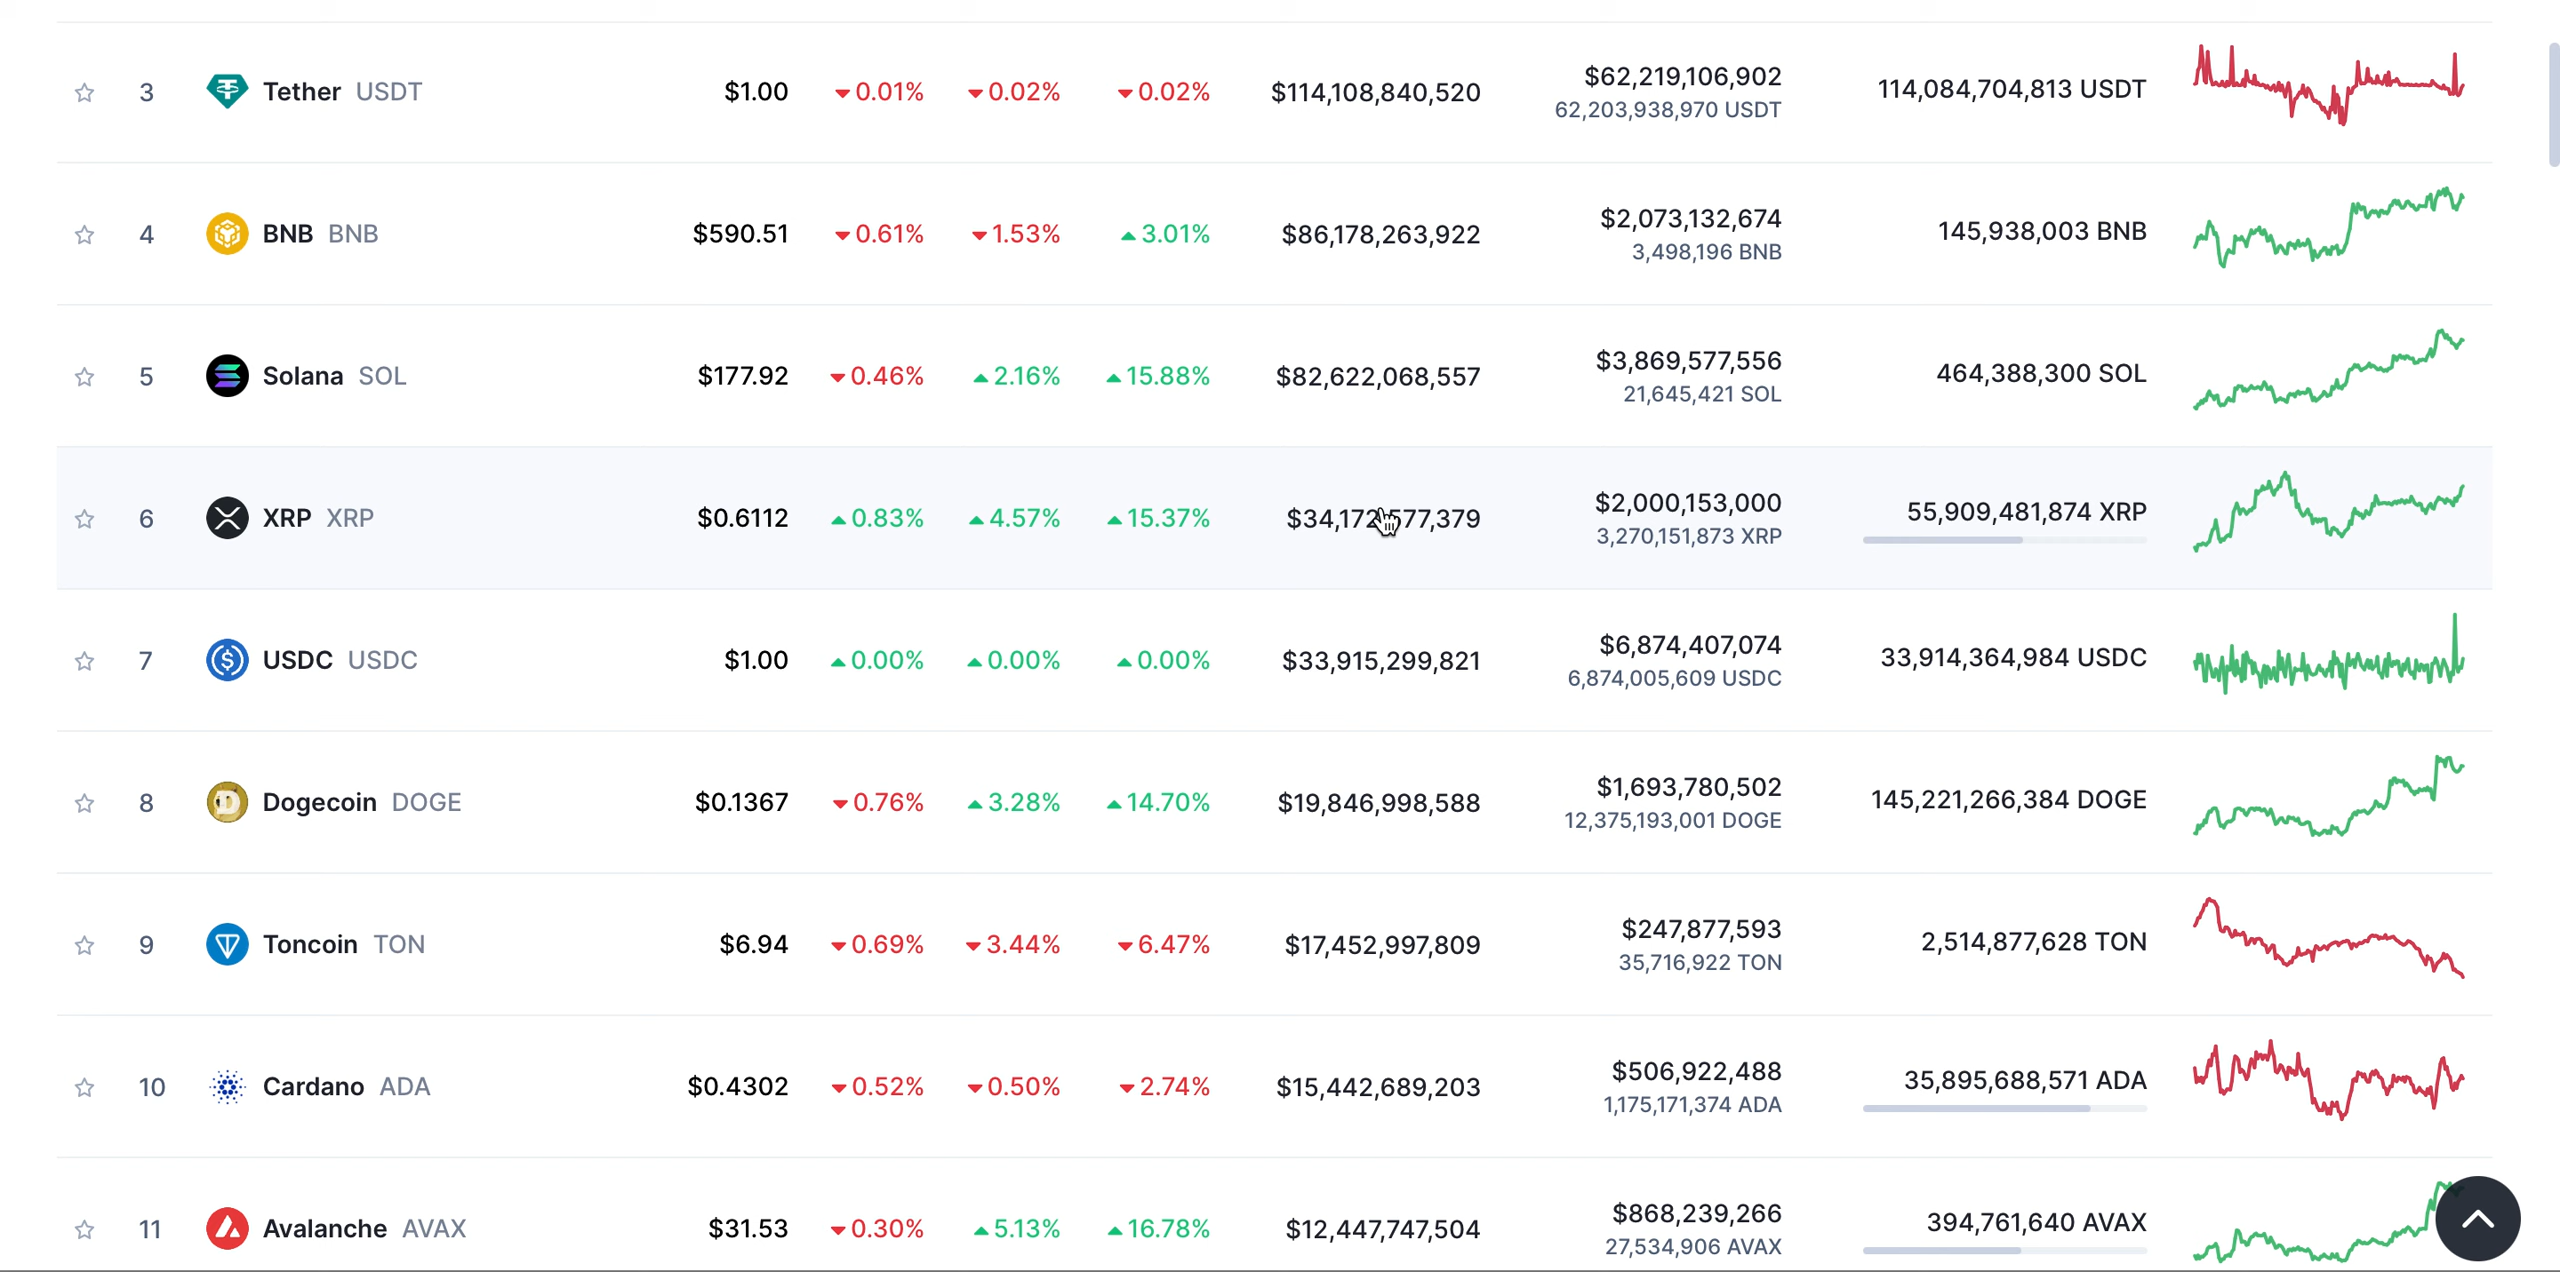 3 Tether USDT $1.00 0.01% 0.02% 0.02% $114,108,840,520 $62,219,106,902 114,084,704,813 USDT
62,203,938,970 USDT
4 BNB BNB $590.51 0.61% 1.53% 3.01% $86,178,263,922 $2,073,132,674 145,938,003 BNB
3,498,196 BNB
5 Solana SOL $177.92 0.46% 2.16% 15.88% $82,622,068,557 $3,869,577,556 464,388,300 SOL
21,645,421 SOL
6 XRP XRP $0.6112 0.83% 4.57% 15.37% $34,172,577,379 $2,000,153,000 55,909,481,874 XRP
3,270,151,873 XRP
7 USDC USDC $1.00 0.00% 0.00% 0.00% $33,915,299,821 $6,874,407,074 33,914,364,984 USDC
6,874,005,609 USDC
8 Dogecoin DOGE $0.1367 0.76% 3.28% 14.70% $19,846,998,588 $1,693,780,502 145,221,266,384 DOGE
12,375,193,001 DOGE
9 Toncoin TON $6.94 0.69% 3.44% 6.47% $17,452,997,809 $247,877,593 2,514,877,628 TON
35,716,922 TON
10 Cardano ADA $0.4302 0.52% 0.50% 2.74% $15,442,689,203 $506,922,488 35,895,688,571 ADA
1,175,171,374 ADA
11 Avalanche AVAX $31.53 0.30% 5.13% 16.78% $12,447,747,504 $868,239,266 394,761,640 AVAX
27,534,906 AVAX